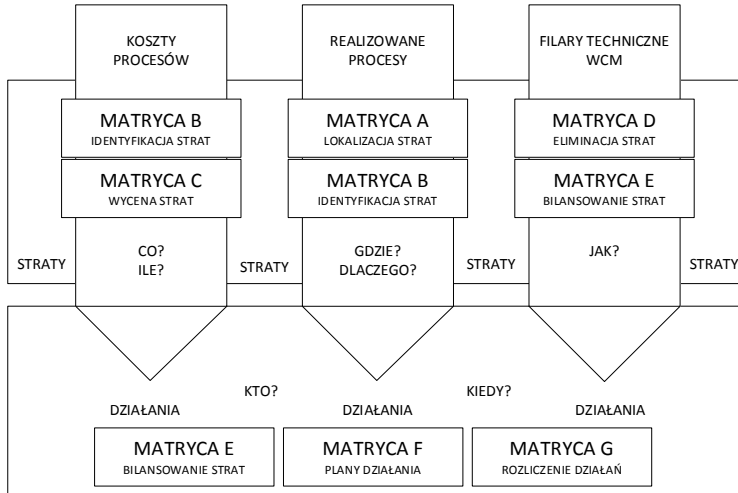 KOSZTY
PROCESÓW
REALIZOWANE
PROCESY
FILARY TECHNICZNE
WCM
MATRYCA B
IDENTYFIKACJA STRAT
MATRYCA A
LOKALIZACJA STRAT
MATRYCA D
ELIMINACJA STRAT
MATRYCA C
WYCENA STRAT
MATRYCA B
IDENTYFIKACJA STRAT
MATRYCA E
BILANSOWANIE STRAT
CO?
ILE?
GDZIE?
DLACZEGO?
JAK?
STRATY
STRATY
STRATY
STRATY
KTO?
KIEDY?
DZIAŁANIA
DZIAŁANIA
DZIAŁANIA
MATRYCA E
BILANSOWANIE STRAT
MATRYCA F
PLANY DZIAŁANIA
MATRYCA G
ROZLICZENIE DZIAŁAŃ